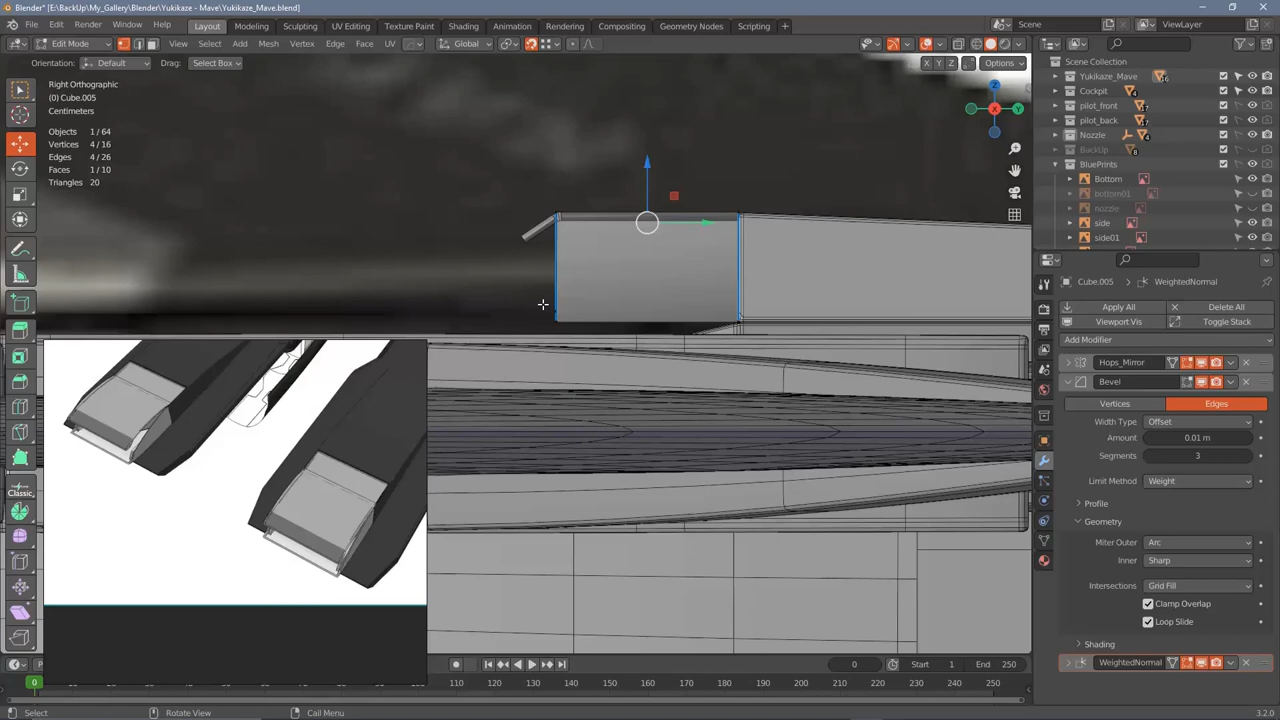 Blender* [E:\BackUp\My_Gallery\Blender\Yukikaze - Mave\Yukikaze_Mave.blend]
File Edit Render Window Help Layout Modeling Sculpting UV Editing Texture Paint Shading Animation Rendering Compositing Geometry Nodes Scripting + Scene ViewLayer
Edit Mode View Select Add Mesh Vertex Edge Face UV Global
Orientation: Default Drag: Select Box X Y Z Options
Right Orthographic
(0) Cube.005
Centimeters
Objects 1/64
Vertices 4/16
Edges 4/26
Faces 1/10
Triangles 20
Z
X
Y
Classic
Scene Collection
Yukikaze_Mave 16
Cockpit 4
pilot_front 17
pilot_back 17
Nozzle 4
BackUp 8
BluePrints
Bottom
bottom01
nozzle
side
side01
Cube.005 WeightedNormal
Apply All Delete All
Viewport Vis Toggle Stack
Add Modifier
Hops_Mirror
Bevel
Vertices Edges
Width Type Offset
Amount 0.01 m
Segments 3
Limit Method Weight
Profile
Geometry
Miter Outer Arc
Inner Sharp
Intersections Grid Fill
Clamp Overlap
Loop Slide
Shading
WeightedNormal
0 Start 1 End 250
0 110 120 130 140 150 160 170 180 190 200 210 220 230 240 250
Select Rotate View Call Menu 3.2.0